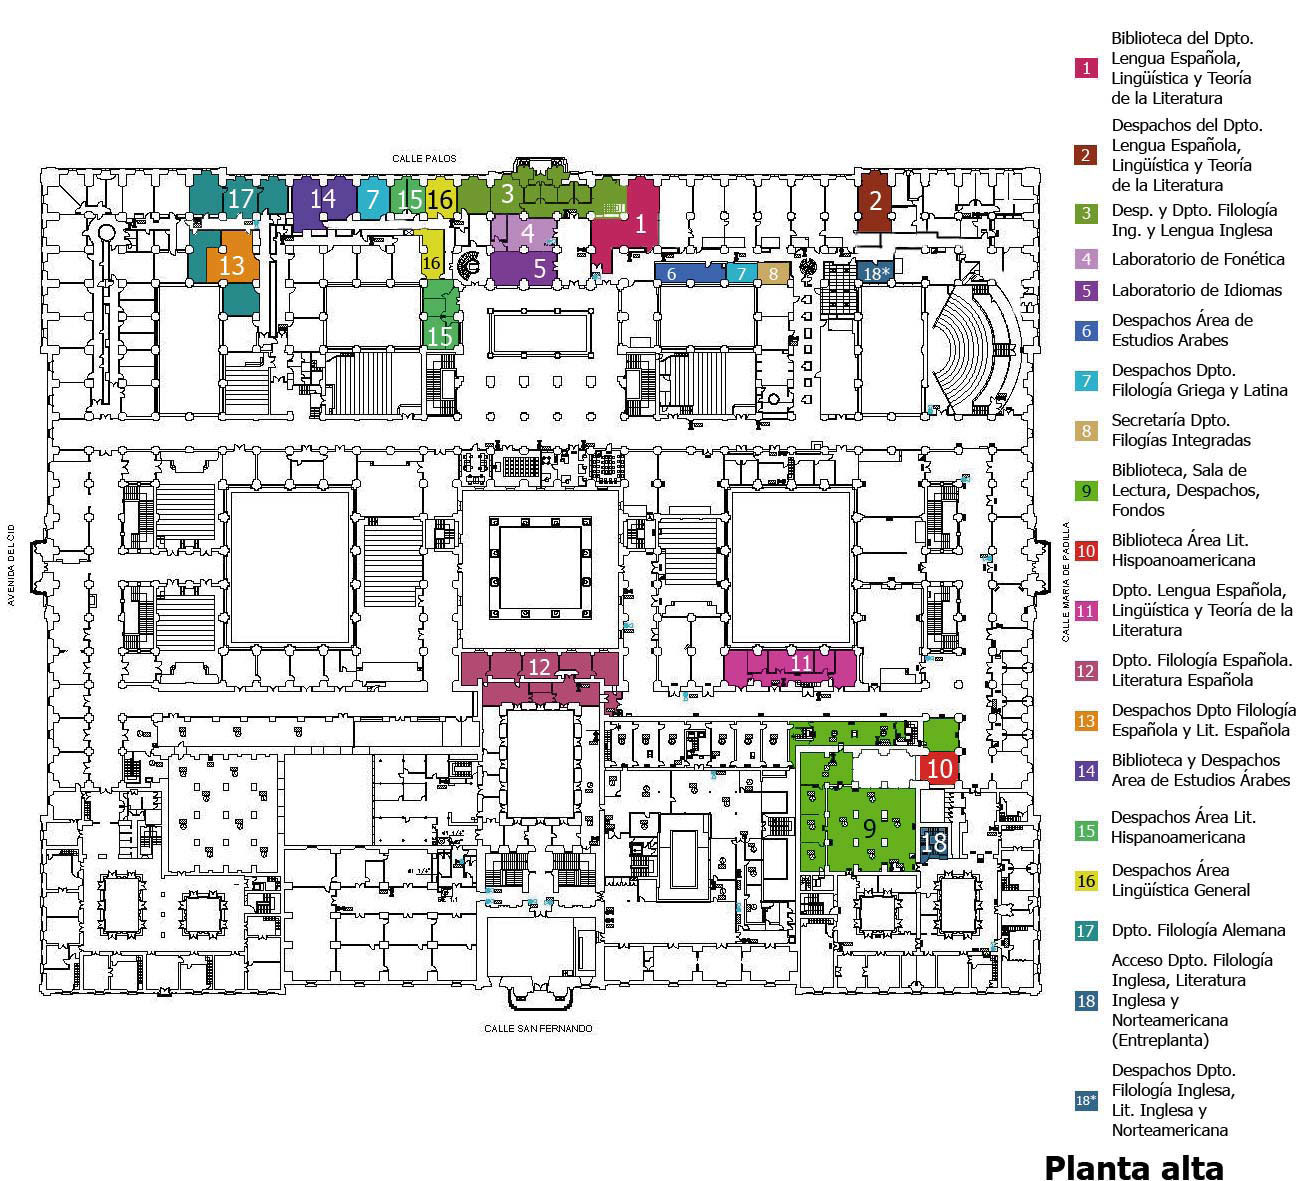 CALLE PALOS
17
14
7
15
16
3
1
2
4
13
16
5
6
7
8
18*
15
AVENIDA DEL CID
CALLE MARIA DE PADILLA
12
11
10
9
18
CALLE SAN FERNANDO
1 Biblioteca del Dpto.
Lengua Española,
Lingüística y Teoría
de la Literatura
2 Despachos del Dpto.
Lengua Española,
Lingüística y Teoría
de la Literatura
3 Desp. y Dpto. Filología
Ing. y Lengua Inglesa
4 Laboratorio de Fonética
5 Laboratorio de Idiomas
6 Despachos Área de
Estudios Arabes
7 Despachos Dpto.
Filología Griega y Latina
8 Secretaría Dpto.
Filogías Integradas
9 Biblioteca, Sala de
Lectura, Despachos,
Fondos
10 Biblioteca Área Lit.
Hispoanoamericana
11 Dpto. Lengua Española,
Lingüística y Teoría de la
Literatura
12 Dpto. Filología Española.
Literatura Española
13 Despachos Dpto Filología
Española y Lit. Española
14 Biblioteca y Despachos
Area de Estudios Árabes
15 Despachos Área Lit.
Hispanoamericana
16 Despachos Área
Lingüística General
17 Dpto. Filología Alemana
18 Acceso Dpto. Filología
Inglesa, Literatura
Inglesa y
Norteamericana
(Entreplanta)
18* Despachos Dpto.
Filología Inglesa,
Lit. Inglesa y
Norteamericana
Planta alta